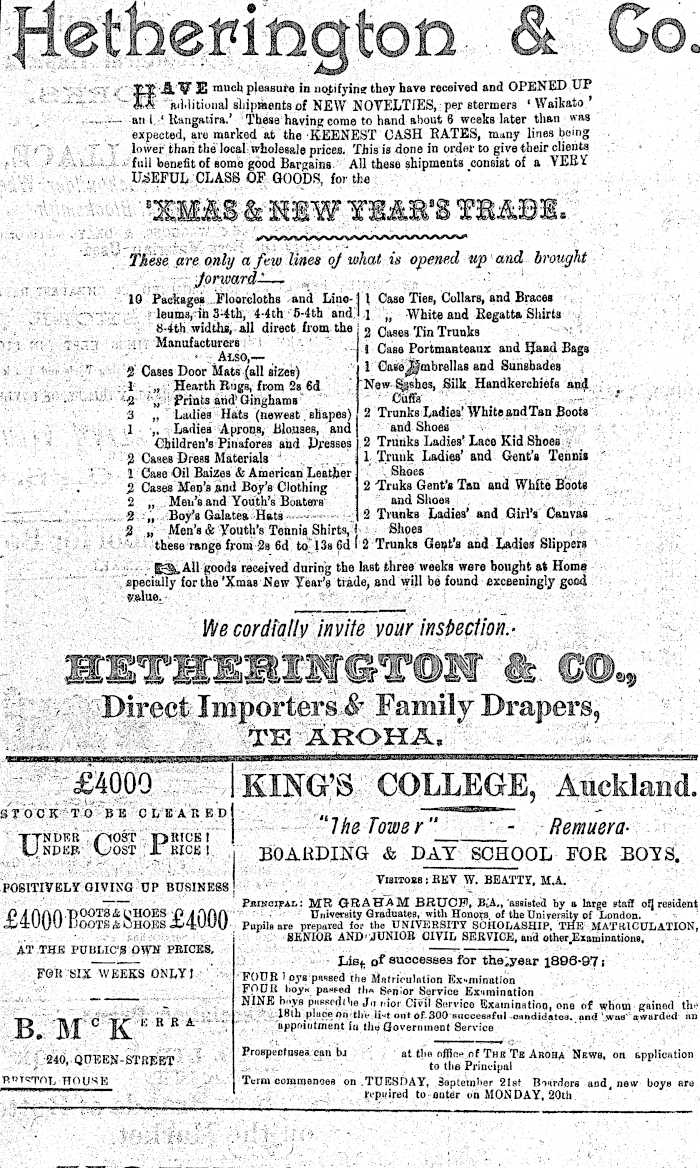 Hetherington & Co.
HAVE much pleasure in notifying they have received and OPENED UP
additional shipments of NEW NOVELTIES, per stermers ' Waikato '
an l ' Rangatira.' These having come to hand about 6 weeks later than was
expected, are marked at the KEENEST CASH RATES, many lines being
lower than the local wholesale prices. This is done in order to give their clients
full benefit of some good Bargains. All these shipments consist of a VERY
USEFUL CLASS OF GOODS, for the
'XMAS & NEW YEAR'S TRADE.
These are only a few lines of what is opened up and brought
forward:—
10 Packages Floorcloths and Lino-
leums, in 3-4th, 4-4th 5-4th and
8-4th widths, all direct from the
Manufacturers
ALSO,—
2 Cases Door Mats (all sizes)
1 „ Hearth Rugs, from 2s 6d
2 „ Prints and Ginghams
3 „ Ladies Hats (newest shapes)
1 „ Ladies Aprons, Blouses, and
Children's Pinafores and Dresses
2 Cases Dress Materials
1 Case Oil Baizes & American Leather
2 Cases Men's and Boy's Clothing
2 „ Men's and Youth's Boaters
2 „ Boy's Galatea Hats
2 „ Men's & Youth's Tennis Shirts,
these range from 2s 6d to 13s 6d
1 Case Ties, Collars, and Braces
1 „ White and Regatta Shirts
2 Cases Tin Trunks
1 Case Portmanteaux and Hand Bags
1 Case Umbrellas and Sunshades
New Sashes, Silk Handkerchiefs and
Cuffs
2 Trunks Ladies' White and Tan Boots
and Shoes
2 Trunks Ladies' Lace Kid Shoes
1 Trunk Ladies' and Gent's Tennis
Shoes
2 Truks Gent's Tan and White Boots
and Shoes
2 Trunks Ladies' and Girl's Canvas
Shoes
2 Trunks Gent's and Ladies Slippers
All goods received during the last three weeks were bought at Home
specially for the 'Xmas New Year's trade, and will be found exceeningly good
value.
We cordially invite your insbection.
HETHERINGTON & CO.,
Direct Importers & Family Drapers,
TE AROHA.
£4000
STOCK TO BE CLEARED
UNDER COST PRICE!
UNDER COST PRICE!
POSITIVELY GIVING UP BUSINESS
£4000 BOOTS & SHOES £4000
BOOTS & SHOES
AT THE PUBLIC'S OWN PRICES,
FOR SIX WEEKS ONLY!
B. McKERRA
240, QUEEN-STREET
BRISTOL HOUSE
KING'S COLLEGE, Auckland.
"The Tower" - Remuera.
BOARDING & DAY SCHOOL FOR BOYS.
VISITORS: REV W. BEATTY, M.A.
PRINCIPAL: MR GRAHAM BRUCE, B.A., assisted by a large staff of resident
University Graduates, with Honors of the University of London.
Pupils are prepared for the UNIVERSITY SCHOLASHIP, THE MATRICULATION,
SENIOR AND JUNIOR CIVIL SERVICE, and other Examinations,
List of successes for the year 1896-97;
FOUR boys passed the Matriculation Examination
FOUR boys passed the Senior Service Examination
NINE boys passed the Junior Civil Service Examination, one of whom gained the
18th place on the list out of 300 successful candidates, and was awarded an
appointment in the Government Service
Prospectuses can be at the office of THE TE AROHA NEWS, on application
to the Principal
Term commences on TUESDAY, September 21st Boarders and new boys are
repuired to enter on MONDAY, 20th